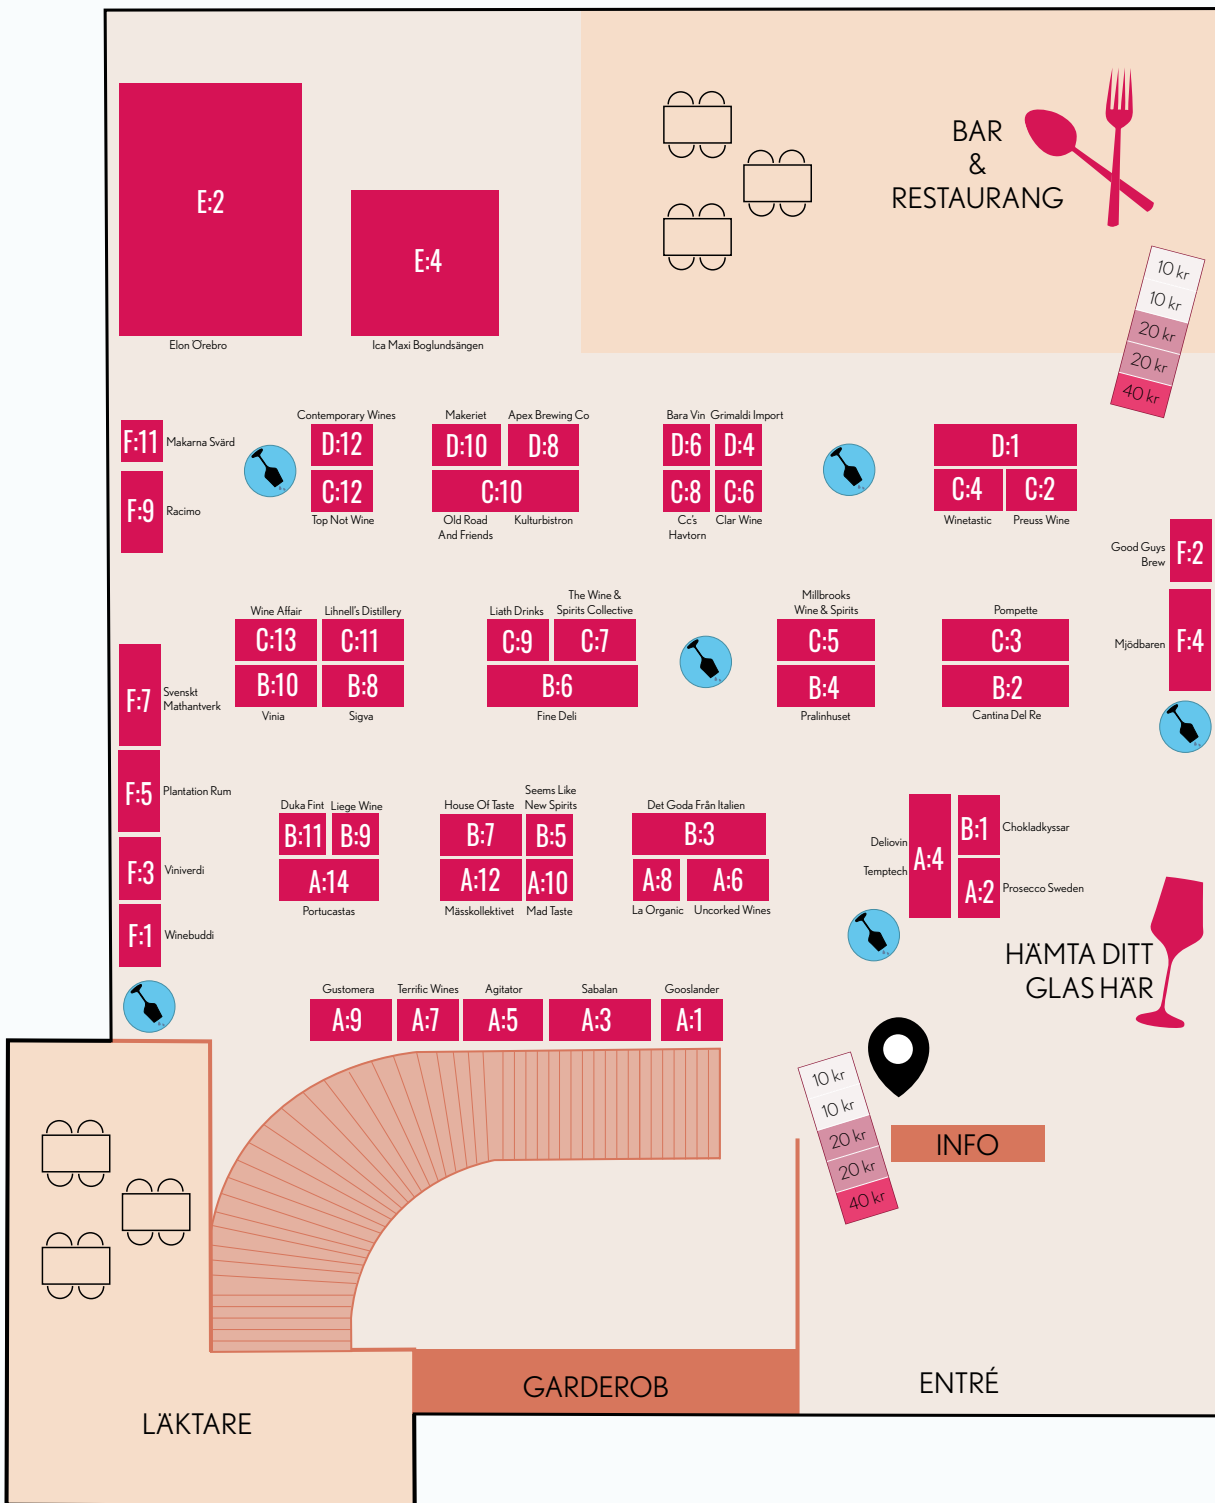 BAR
&
RESTAURANG
E:2
E:4
Elon Örebro
Ica Maxi Boglundsängen
10 kr
10 kr
20 kr
20 kr
40 kr
Contemporary Wines
Makeriet
Apex Brewing Co
Bara Vin
Grimaldi Import
F:11
Makarna Svärd
D:12
D:10
D:8
D:6
D:4
D:1
F:9
Racimo
C:12
C:10
C:8
C:6
C:4
C:2
Top Not Wine
Old Road
And Friends
Kulturbistron
Cc's
Havtorn
Clar Wine
Winetastic
Preuss Wine
Good Guys
Brew
F:2
Wine Affair
Lihnell's Distillery
Liath Drinks
The Wine &
Spirits Collective
Millbrooks
Wine & Spirits
Pompette
C:13
C:11
C:9
C:7
C:5
C:3
Mjödbaren
F:4
B:10
B:8
B:6
B:4
B:2
Vinia
Sigva
Fine Deli
Pralinhuset
Cantina Del Re
F:7
Svenskt
Mathantverk
F:5
Plantation Rum
Duka Fint
Liege Wine
House Of Taste
Seems Like
New Spirits
Det Goda Från Italien
B:11
B:9
B:7
B:5
B:3
Deliovin
Temptech
A:4
B:1
Chokladkyssar
F:3
Viniverdi
A:14
A:12
A:10
A:8
A:6
A:2
Prosecco Sweden
Portucastas
Mässkollektivet
Mad Taste
La Organic
Uncorked Wines
F:1
Winebuddi
HÄMTA DITT
GLAS HÄR
Gustomera
Terrific Wines
Agitator
Sabalan
Gooslander
A:9
A:7
A:5
A:3
A:1
10 kr
10 kr
20 kr
20 kr
40 kr
INFO
GARDEROB
ENTRÉ
LÄKTARE